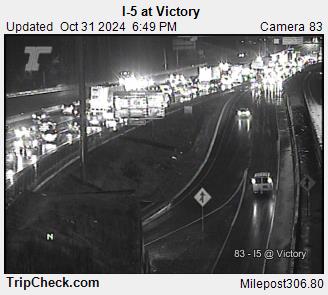 I-5 at Victory
Updated Oct 31 2024 6:49 PM Camera 83
N
83 - I5 @ Victory
TripCheck.com Milepost306.80